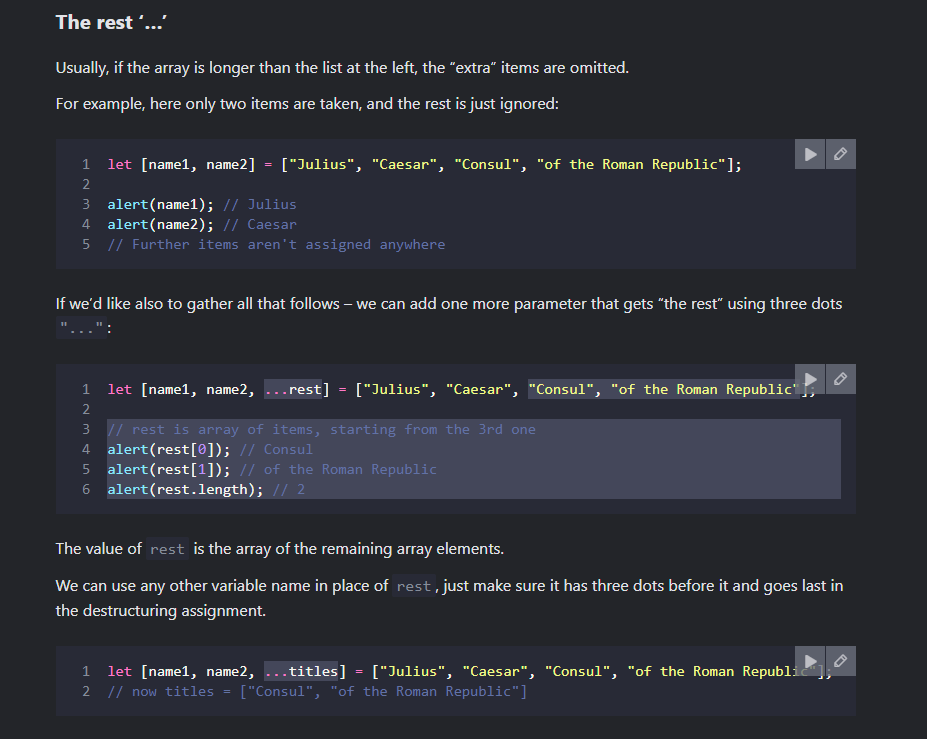 The rest ‘…’
Usually, if the array is longer than the list at the left, the “extra” items are omitted.
For example, here only two items are taken, and the rest is just ignored:
1 let [name1, name2] = ["Julius", "Caesar", "Consul", "of the Roman Republic"];
2
3 alert(name1); // Julius
4 alert(name2); // Caesar
5 // Further items aren't assigned anywhere
If we’d like also to gather all that follows – we can add one more parameter that gets “the rest” using three dots
"...":
1 let [name1, name2, ...rest] = ["Julius", "Caesar", "Consul", "of the Roman Republic"];
2
3 // rest is array of items, starting from the 3rd one
4 alert(rest[0]); // Consul
5 alert(rest[1]); // of the Roman Republic
6 alert(rest.length); // 2
The value of rest is the array of the remaining array elements.
We can use any other variable name in place of rest, just make sure it has three dots before it and goes last in
the destructuring assignment.
1 let [name1, name2, ...titles] = ["Julius", "Caesar", "Consul", "of the Roman Republic"];
2 // now titles = ["Consul", "of the Roman Republic"]